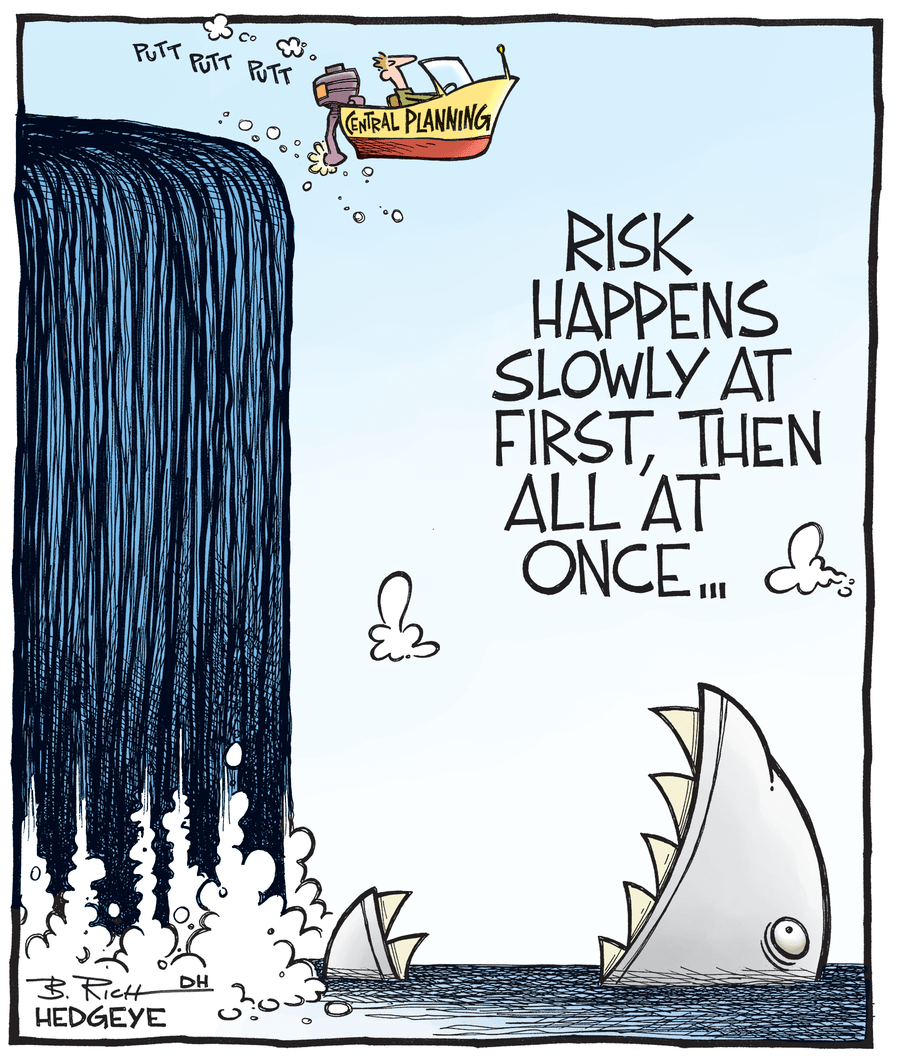 PUTT PUTT PUTT
CENTRAL PLANNING
RISK
HAPPENS
SLOWLY AT
FIRST, THEN
ALL AT
ONCE...
B. RICH DH
HEDGEYE